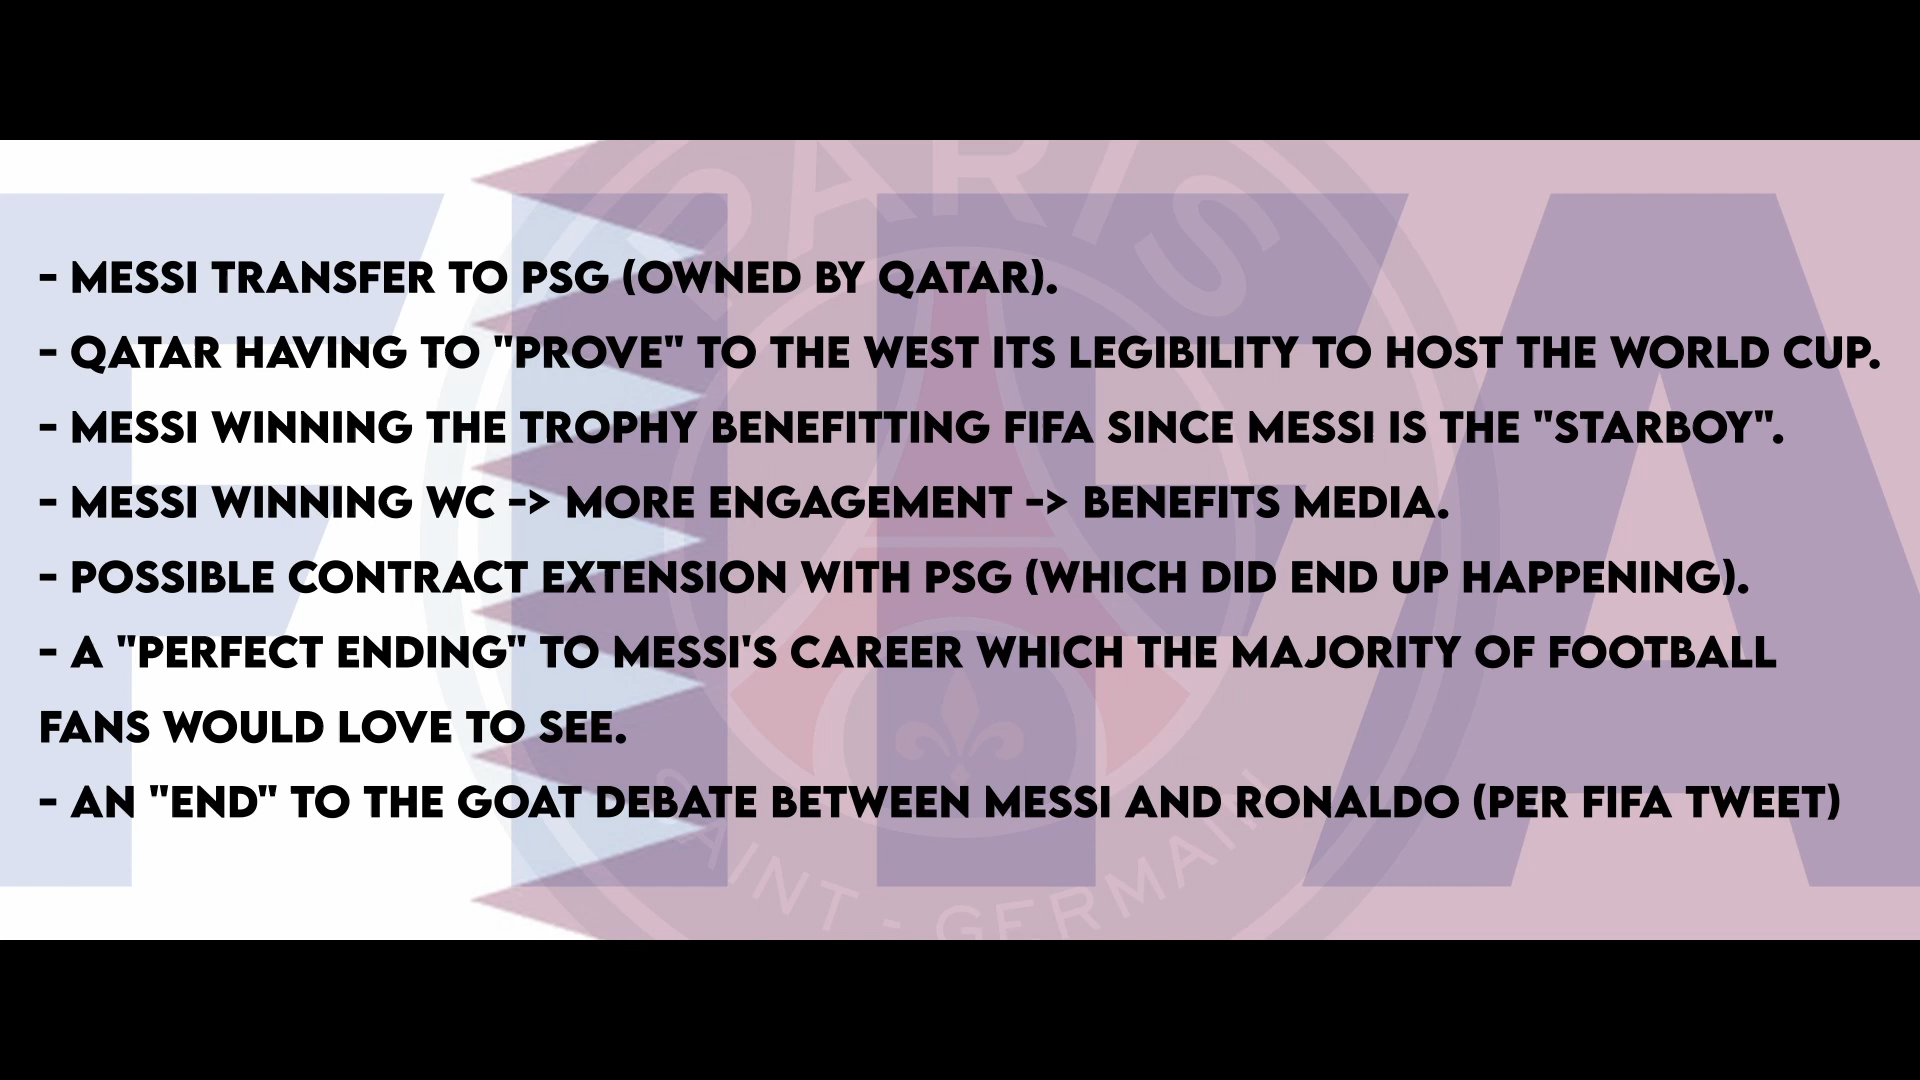 - MESSI TRANSFER TO PSG (OWNED BY QATAR).
- QATAR HAVING TO "PROVE" TO THE WEST ITS LEGIBILITY TO HOST THE WORLD CUP.
- MESSI WINNING THE TROPHY BENEFITTING FIFA SINCE MESSI IS THE "STARBOY".
- MESSI WINNING WC -> MORE ENGAGEMENT -> BENEFITS MEDIA.
- POSSIBLE CONTRACT EXTENSION WITH PSG (WHICH DID END UP HAPPENING).
- A "PERFECT ENDING" TO MESSI'S CAREER WHICH THE MAJORITY OF FOOTBALL
FANS WOULD LOVE TO SEE.
- AN "END" TO THE GOAT DEBATE BETWEEN MESSI AND RONALDO (PER FIFA TWEET)
FIFA
PARIS
SAINT-GERMAIN